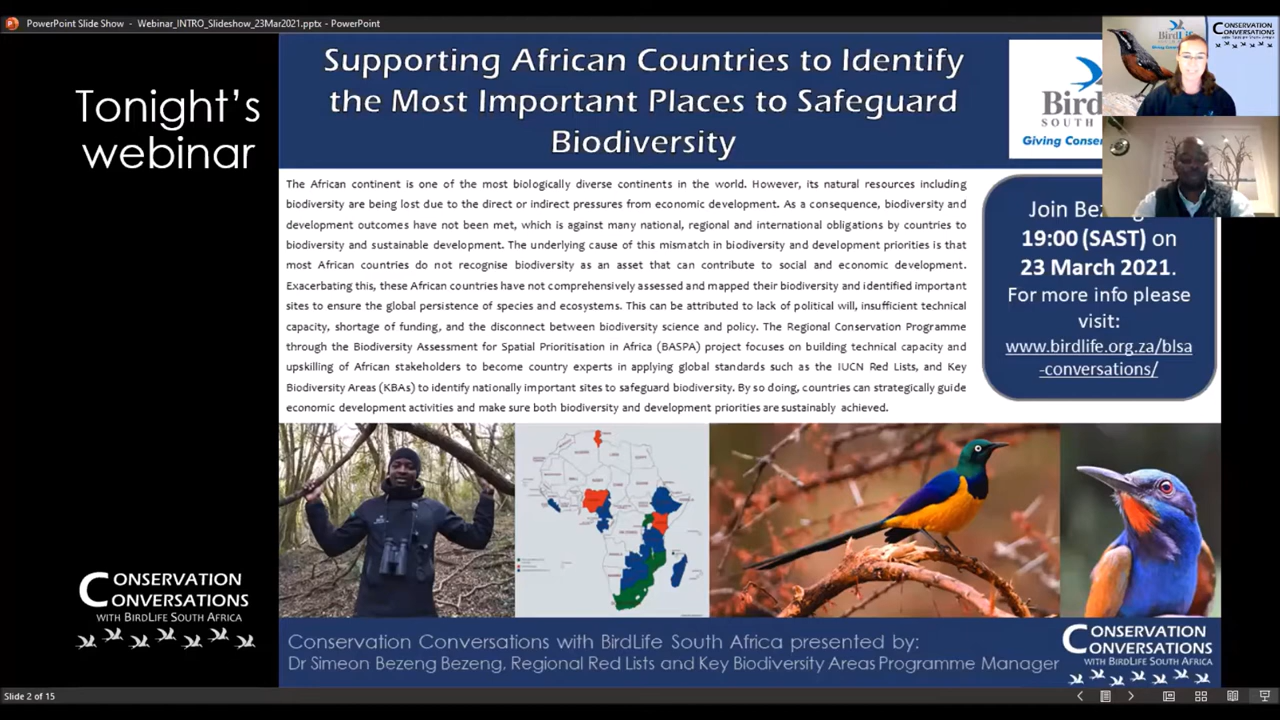 PowerPoint Slide Show - Webinar_INTRO_Slideshow_23Mar2021.pptx - PowerPoint
Tonight's
webinar
Supporting African Countries to Identify
the Most Important Places to Safeguard
Biodiversity
Bird
SOUTH
Giving Conse
CONSERVATION
CONVERSATIONS
WITH BIRDLIFE SOUTH AFRICA
The African continent is one of the most biologically diverse continents in the world. However, its natural resources including
biodiversity are being lost due to the direct or indirect pressures from economic development. As a consequence, biodiversity and
development outcomes have not been met, which is against many national, regional and international obligations by countries to
biodiversity and sustainable development. The underlying cause of this mismatch in biodiversity and development priorities is that
most African countries do not recognise biodiversity as an asset that can contribute to social and economic development.
Exacerbating this, these African countries have not comprehensively assessed and mapped their biodiversity and identified important
sites to ensure the global persistence of species and ecosystems. This can be attributed to lack of political will, insufficient technical
capacity, shortage of funding, and the disconnect between biodiversity science and policy. The Regional Conservation Programme
through the Biodiversity Assessment for Spatial Prioritisation in Africa (BASPA) project focuses on building technical capacity and
upskilling of African stakeholders to become country experts in applying global standards such as the IUCN Red Lists, and Key
Biodiversity Areas (KBAs) to identify nationally important sites to safeguard biodiversity. By so doing, countries can strategically guide
economic development activities and make sure both biodiversity and development priorities are sustainably achieved.
Join Bez
19:00 (SAST) on
23 March 2021.
For more info please
visit:
www.birdlife.org.za/blsa
-conversations/
CONSERVATION
CONVERSATIONS
WITH BIRDLIFE SOUTH AFRICA
Conservation Conversations with BirdLife South Africa presented by:
Dr Simeon Bezeng Bezeng, Regional Red Lists and Key Biodiversity Areas Programme Manager
CONSERVATION
CONVERSATIONS
WITH BIRDLIFE SOUTH AFRICA
Slide 2 of 15